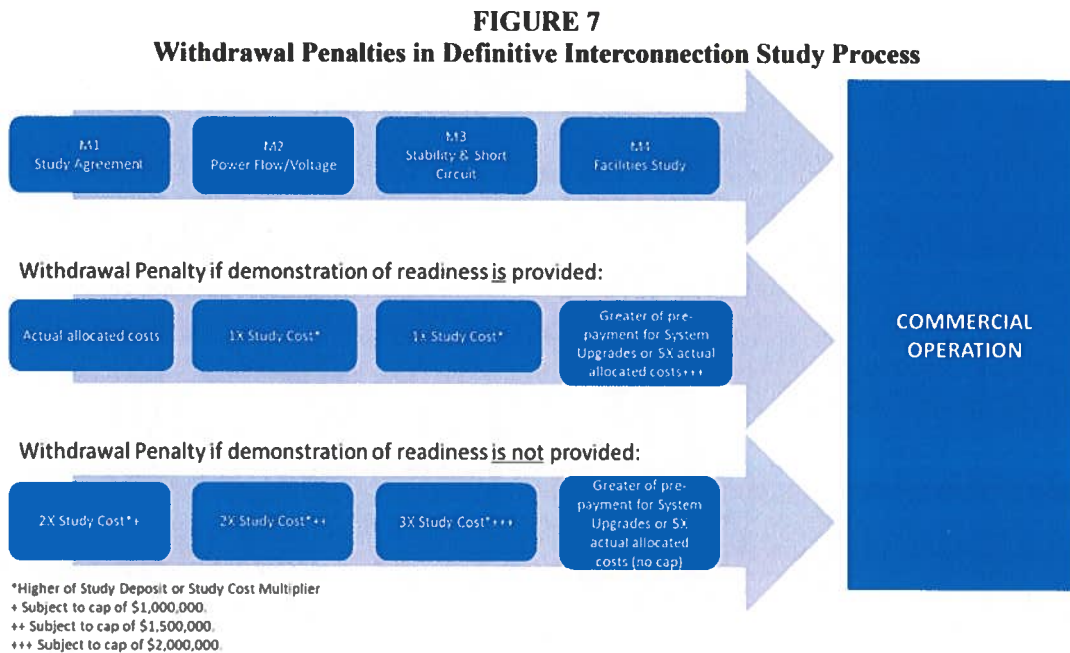 FIGURE 7
Withdrawal Penalties in Definitive Interconnection Study Process
M1
Study Agreement
M2
Power Flow/Voltage
M3
Stability & Short
Circuit
M4
Facilities Study
Withdrawal Penalty if demonstration of readiness is provided:
Actual allocated costs
1X Study Cost*
1X Study Cost*
Greater of pre-
payment for System
Upgrades or 5X actual
allocated costs+++
COMMERCIAL
OPERATION
Withdrawal Penalty if demonstration of readiness is not provided:
2X Study Cost*+
2X Study Cost*++
3X Study Cost*+++
Greater of pre-
payment for System
Upgrades or 5X
actual allocated
costs (no cap)
*Higher of Study Deposit or Study Cost Multiplier
+ Subject to cap of $1,000,000.
++ Subject to cap of $1,500,000.
+++ Subject to cap of $2,000,000.